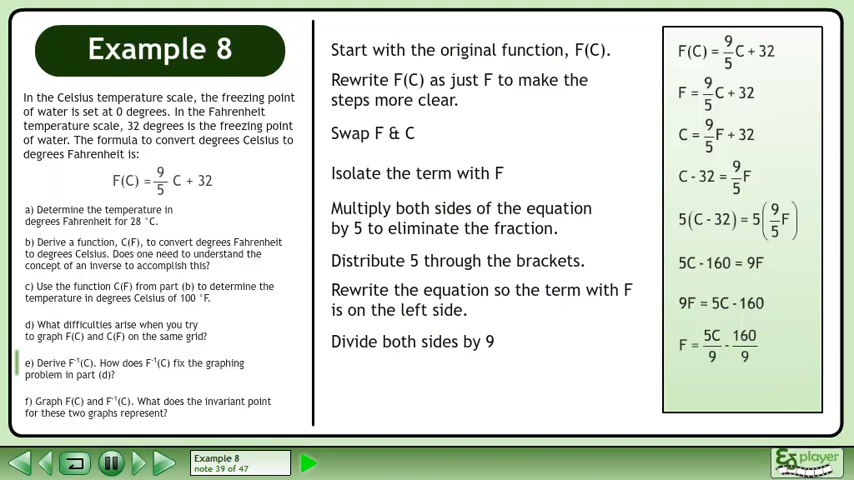 Example 8
In the Celsius temperature scale, the freezing point
of water is set at 0 degrees. In the Fahrenheit
temperature scale, 32 degrees is the freezing point
of water. The formula to convert degrees Celsius to
degrees Fahrenheit is:
F(C) = 9/5 C + 32
a) Determine the temperature in
degrees Fahrenheit for 28 °C.
b) Derive a function, C(F), to convert degrees Fahrenheit
to degrees Celsius. Does one need to understand the
concept of an inverse to accomplish this?
c) Use the function C(F) from part (b) to determine the
temperature in degrees Celsius of 100 °F.
d) What difficulties arise when you try
to graph F(C) and C(F) on the same grid?
e) Derive F⁻¹(C). How does F⁻¹(C) fix the graphing
problem in part (d)?
f) Graph F(C) and F⁻¹(C). What does the invariant point
for these two graphs represent?
Start with the original function, F(C).
Rewrite F(C) as just F to make the
steps more clear.
Swap F & C
Isolate the term with F
Multiply both sides of the equation
by 5 to eliminate the fraction.
Distribute 5 through the brackets.
Rewrite the equation so the term with F
is on the left side.
Divide both sides by 9
F(C) = 9/5 C + 32
F = 9/5 C + 32
C = 9/5 F + 32
C - 32 = 9/5 F
5(C - 32) = 5(9/5 F)
5C - 160 = 9F
9F = 5C - 160
F = 5C/9 - 160/9
Example 8
note 39 of 47
player